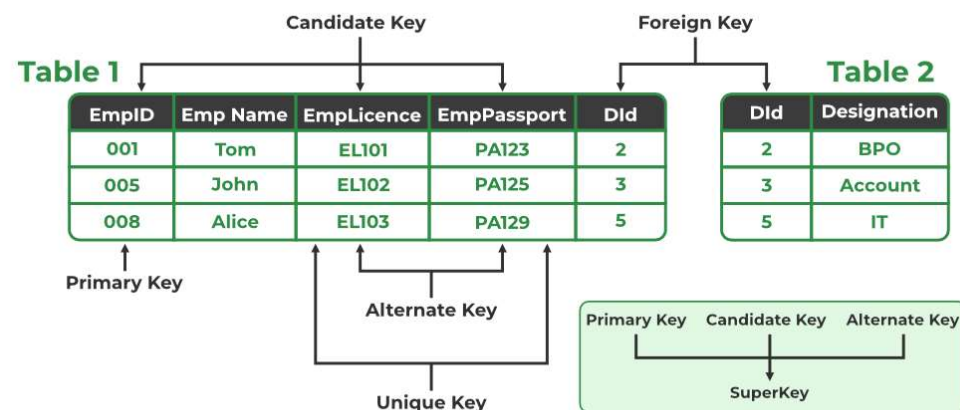 Candidate Key Foreign Key
Table 1 Table 2
EmpID Emp Name EmpLicence EmpPassport DId DId Designation
001 Tom EL101 PA123 2 2 BPO
005 John EL102 PA125 3 3 Account
008 Alice EL103 PA129 5 5 IT
Primary Key
Alternate Key
Unique Key
Primary Key Candidate Key Alternate Key
SuperKey